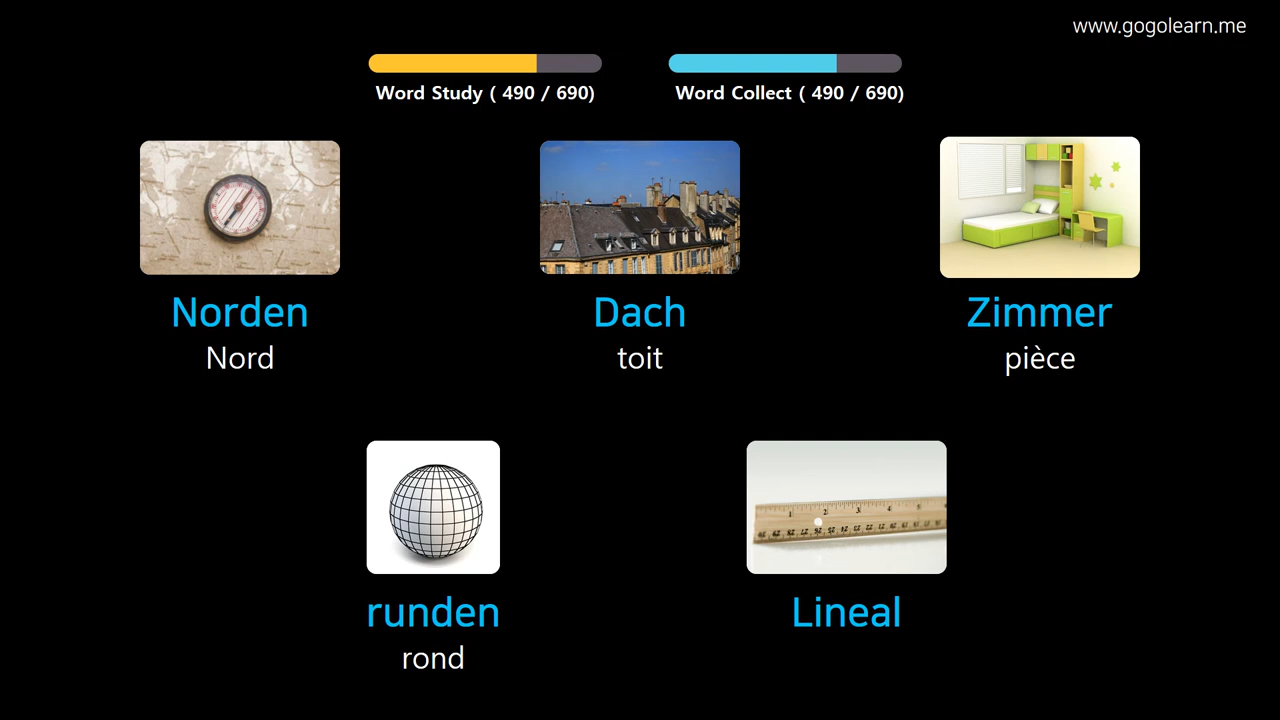 www.gogolearn.me
Word Study ( 490 / 690)
Word Collect ( 490 / 690)
Norden
Nord
Dach
toit
Zimmer
pièce
runden
rond
Lineal